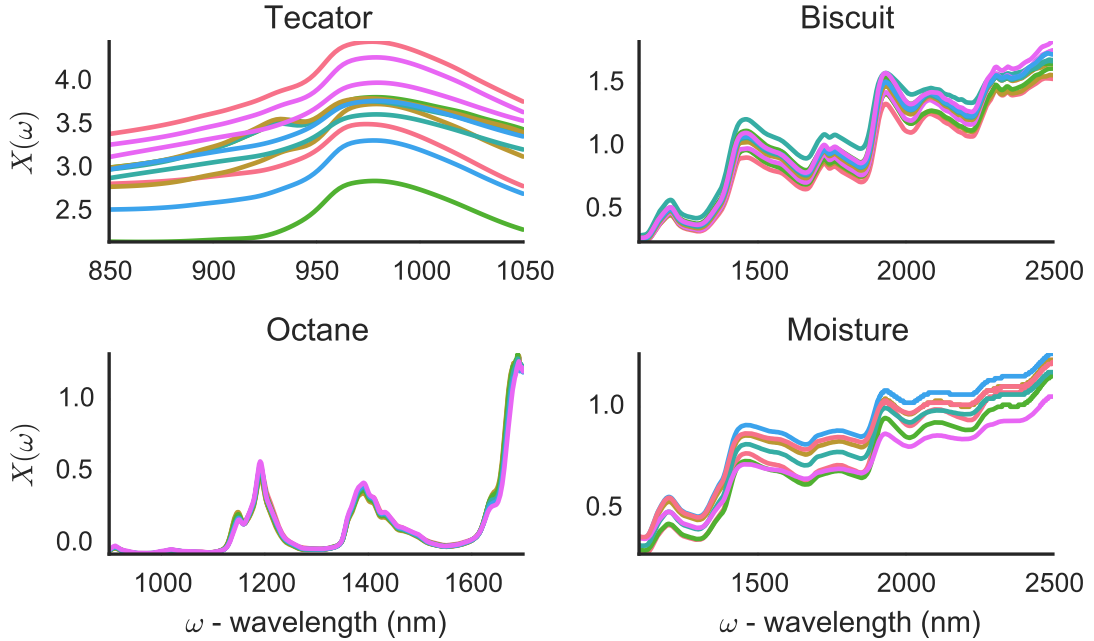 Tecator
X(ω)
4.0
3.5
3.0
2.5
850 900 950 1000 1050
Biscuit
1.5
1.0
0.5
1500 2000 2500
Octane
X(ω)
1.0
0.5
0.0
1000 1200 1400 1600
ω - wavelength (nm)
Moisture
1.0
0.5
1500 2000 2500
ω - wavelength (nm)